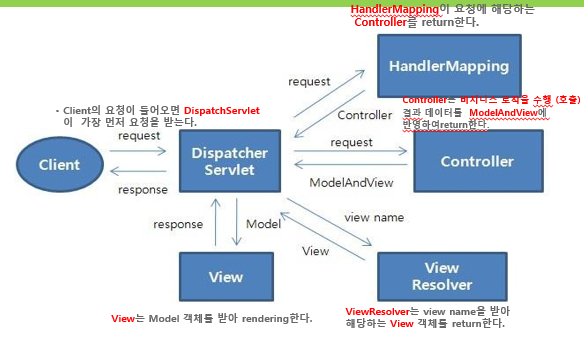 HandlerMapping이 요청에 해당하는
Controller를 return한다.
HandlerMapping
request
Controller
- Client의 요청이 들어오면 DispatchServlet
이 가장 먼저 요청을 받는다.
Controller는 비지니스 로직을 수행 (호출)
결과 데이터를 ModelAndView에
반영하여return한다.
Client
request
response
Dispatcher
Servlet
request
ModelAndView
Controller
response
Model
view name
View
View
View
Resolver
View는 Model 객체를 받아 rendering한다.
ViewResolver는 view name을 받아
해당하는 View 객체를 return한다.